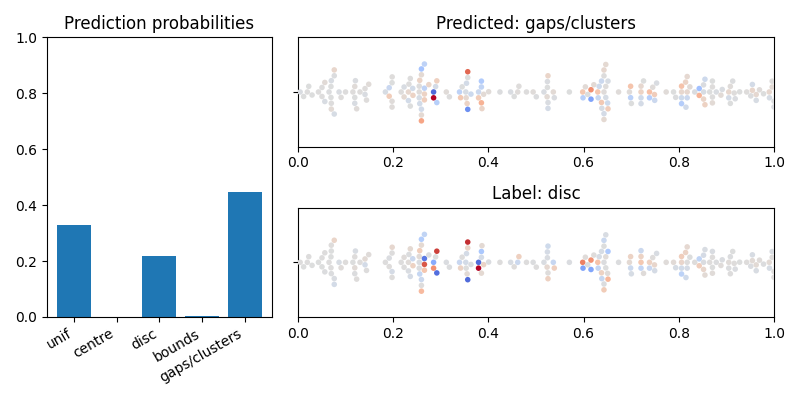 Prediction probabilities
1.0
0.8
0.6
0.4
0.2
0.0
unif
centre
disc
bounds
gaps/clusters
Predicted: gaps/clusters
0.0 0.2 0.4 0.6 0.8 1.0
Label: disc
0.0 0.2 0.4 0.6 0.8 1.0